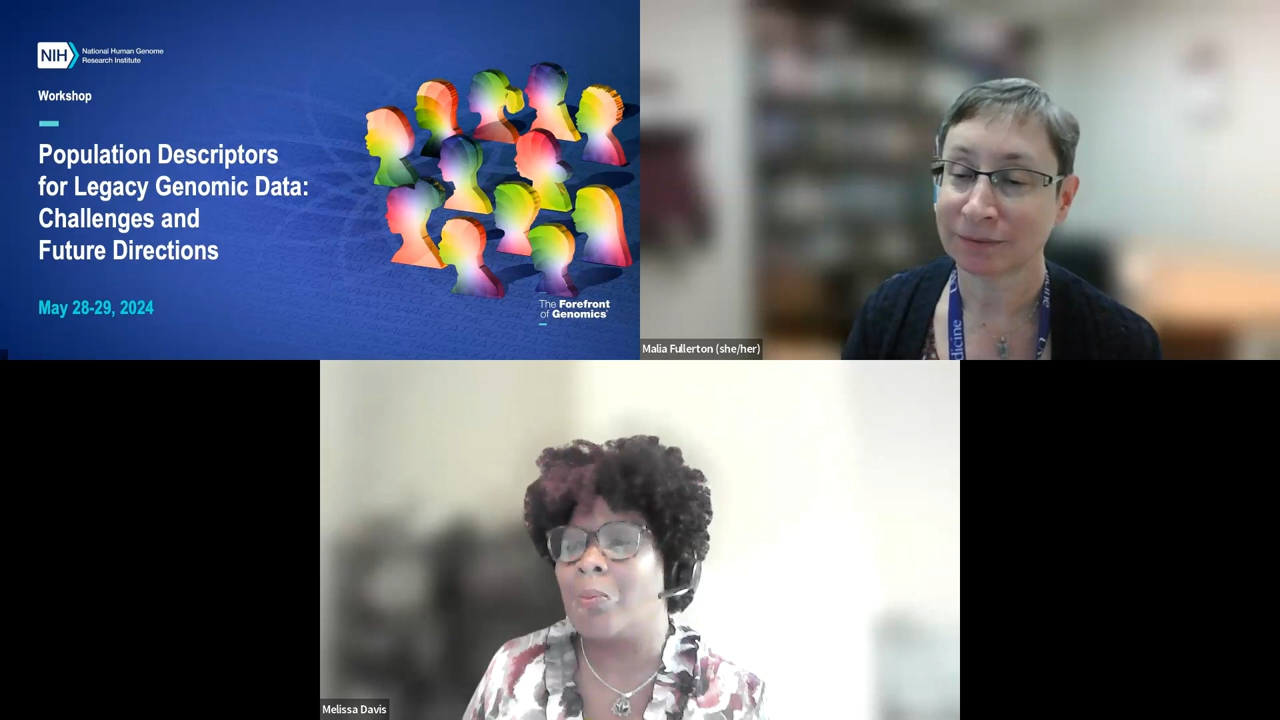 NIH
National Human Genome
Research Institute
Workshop
Population Descriptors
for Legacy Genomic Data:
Challenges and
Future Directions
May 28-29, 2024
The Forefront
of Genomics®
Malia Fullerton (she/her)
dicine
Melissa Davis